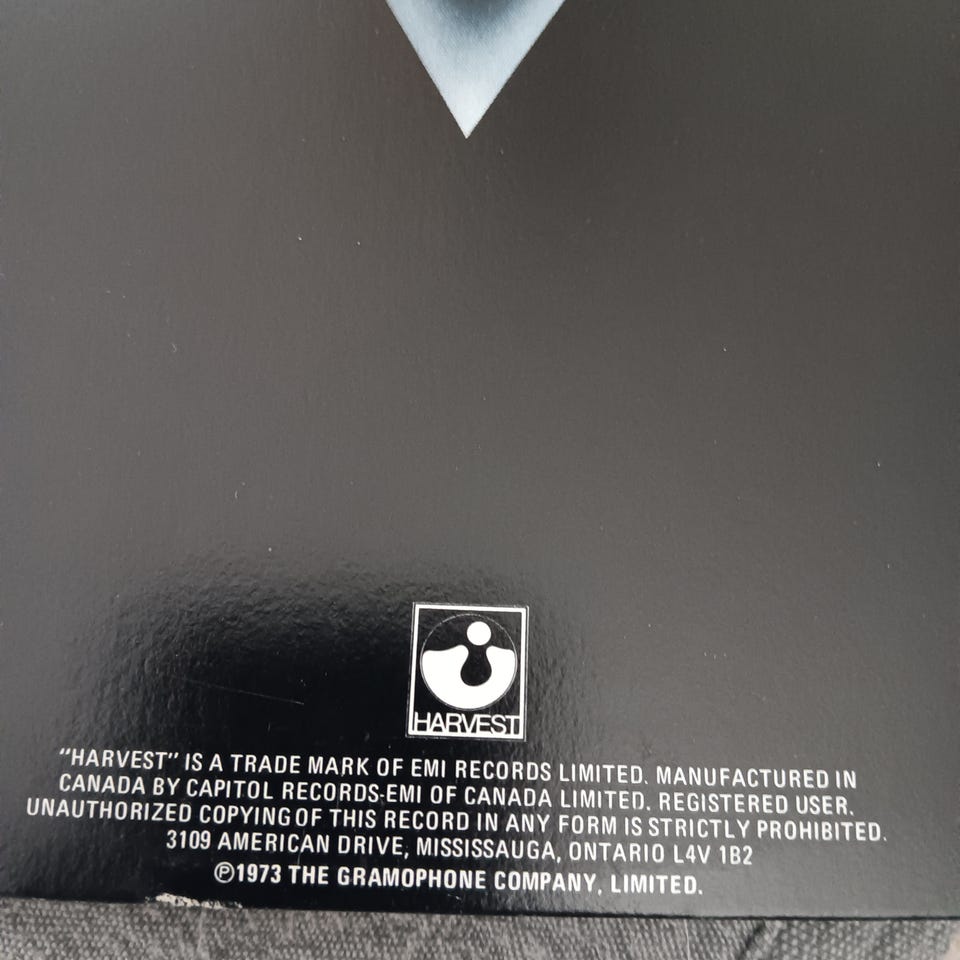 HARVEST
"HARVEST" IS A TRADE MARK OF EMI RECORDS LIMITED. MANUFACTURED IN
CANADA BY CAPITOL RECORDS-EMI OF CANADA LIMITED. REGISTERED USER.
UNAUTHORIZED COPYING OF THIS RECORD IN ANY FORM IS STRICTLY PROHIBITED.
3109 AMERICAN DRIVE, MISSISSAUGA, ONTARIO L4V 1B2
℗1973 THE GRAMOPHONE COMPANY, LIMITED.